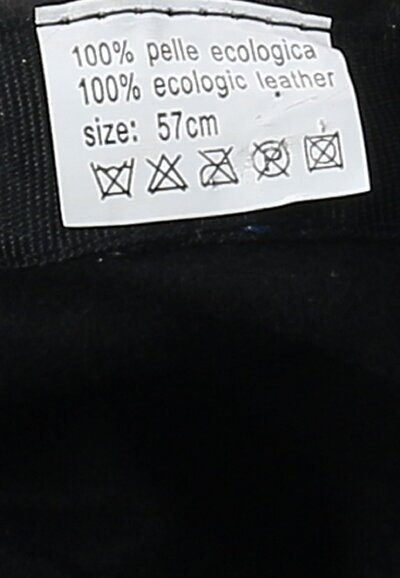 100% pelle ecologica
100% ecologic leather
size: 57cm